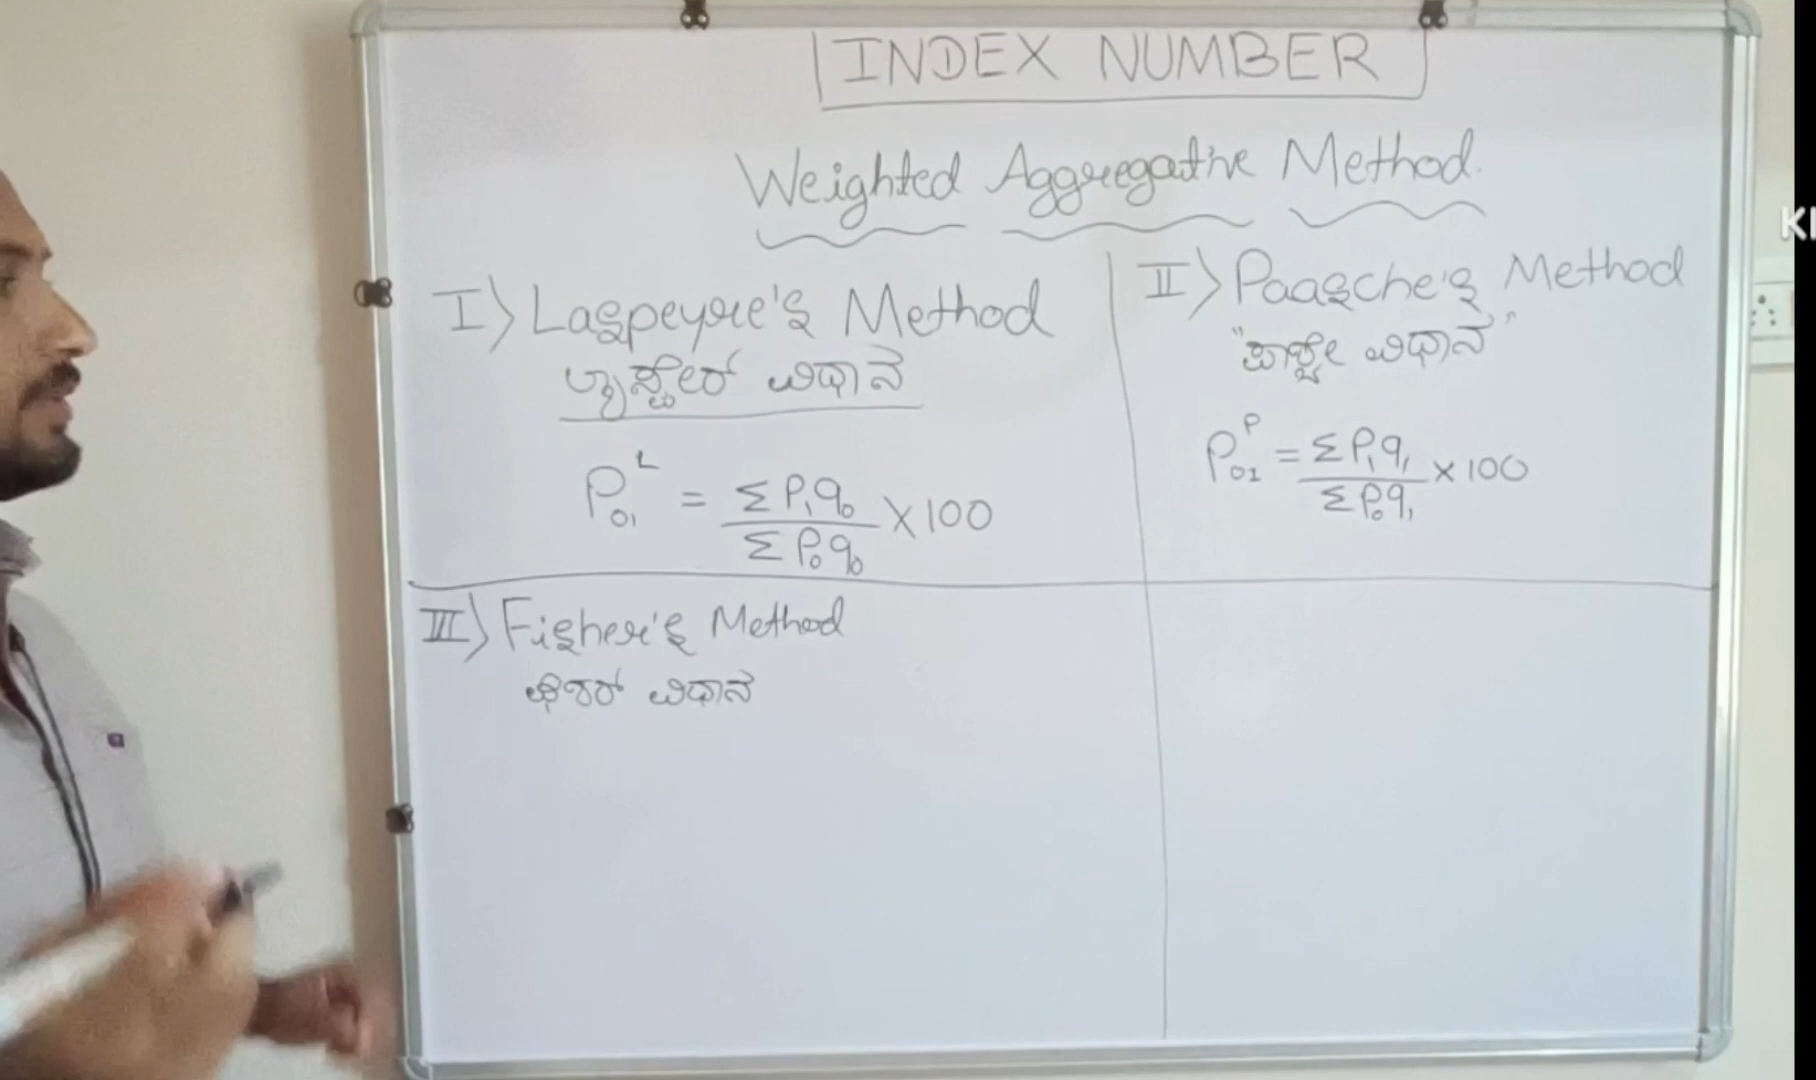 INDEX NUMBER
Weighted Aggregative Method.
I) Laspeyre's Method
ಲ್ಯಾಸ್ಪೇರ್ ವಿಧಾನ
P₀₁ᴸ = ΣP₁q₀ / ΣP₀q₀ × 100
II) Paasche's Method
"ಪಾಶ್ಚೇ ವಿಧಾನ"
P₀₁ᴾ = ΣP₁q₁ / ΣP₀q₁ × 100
III) Fisher's Method
ಫಿಶರ್ ವಿಧಾನ